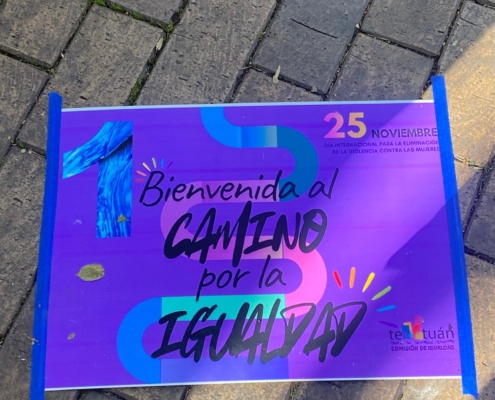 1
25 NOVIEMBRE
DÍA INTERNACIONAL PARA LA ELIMINACIÓN
DE LA VIOLENCIA CONTRA LAS MUJERES
Bienvenida al
CAMINO
por la
IGUALDAD
tetuán
COMISIÓN DE IGUALDAD